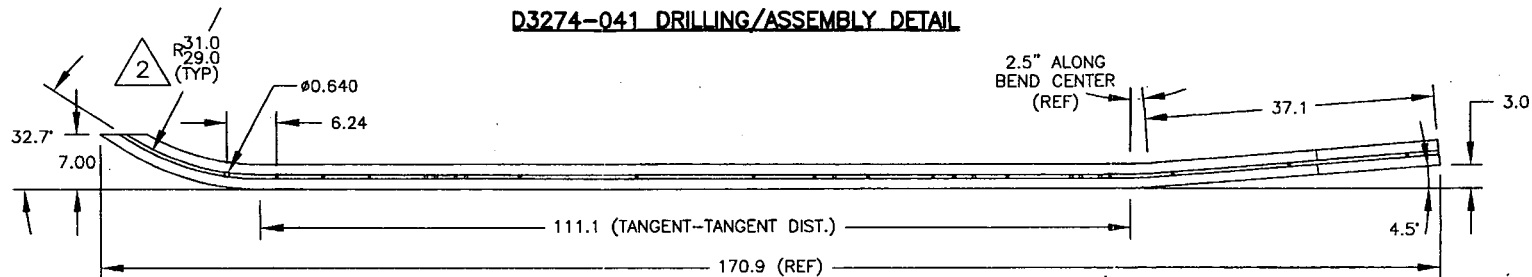 D3274-041 DRILLING/ASSEMBLY DETAIL
2
R31.0
29.0
(TYP)
ø0.640
6.24
2.5" ALONG
BEND CENTER
(REF)
37.1
3.0
32.7°
7.00
111.1 (TANGENT-TANGENT DIST.)
4.5°
170.9 (REF)